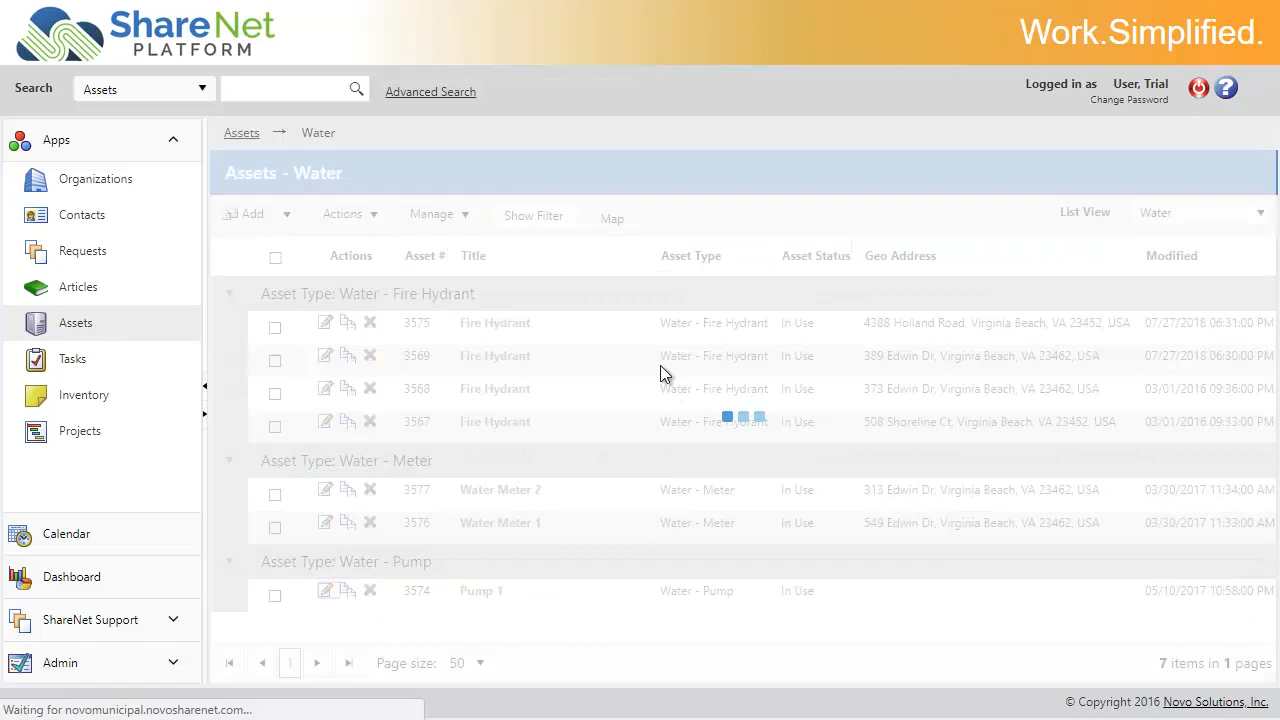 ShareNet
PLATFORM
Work.Simplified.
Search
Assets
Advanced Search
Logged in as User, Trial
Change Password
?
Apps
Organizations
Contacts
Requests
Articles
Assets
Tasks
Inventory
Projects
Calendar
Dashboard
ShareNet Support
Admin
Assets → Water
Assets - Water
Add Actions Manage Show Filter Map List View Water
Actions Asset # Title Asset Type Asset Status Geo Address Modified
Asset Type: Water - Fire Hydrant
3575 Fire Hydrant Water - Fire Hydrant In Use 4388 Holland Road, Virginia Beach, VA 23452, USA 07/27/2018 06:31:00 PM
3569 Fire Hydrant Water - Fire Hydrant In Use 389 Edwin Dr, Virginia Beach, VA 23462, USA 07/27/2018 06:30:00 PM
3568 Fire Hydrant Water - Fire Hydrant In Use 373 Edwin Dr, Virginia Beach, VA 23462, USA 03/01/2016 09:36:00 PM
3567 Fire Hydrant Water - Fire Hydrant In Use 508 Shoreline Ct, Virginia Beach, VA 23452, USA 03/01/2016 09:33:00 PM
Asset Type: Water - Meter
3577 Water Meter 2 Water - Meter In Use 313 Edwin Dr, Virginia Beach, VA 23462, USA 03/30/2017 11:34:00 AM
3576 Water Meter 1 Water - Meter In Use 549 Edwin Dr, Virginia Beach, VA 23462, USA 03/30/2017 11:33:00 AM
Asset Type: Water - Pump
3574 Pump 1 Water - Pump In Use 05/10/2017 10:58:00 PM
1 Page size: 50 7 items in 1 pages
Waiting for novomunicipal.novosharenet.com...
© Copyright 2016 Novo Solutions, Inc.